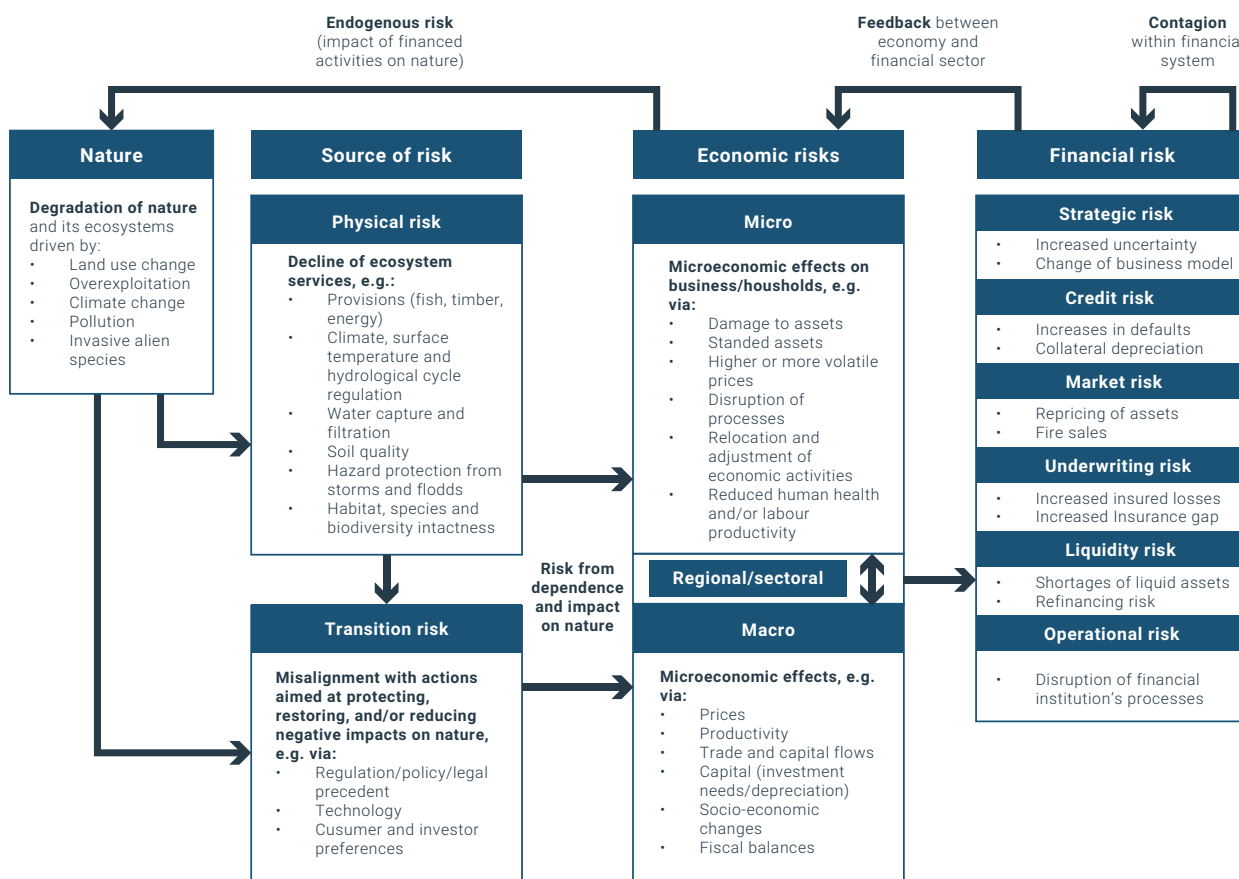 Endogenous risk
(impact of financed
activities on nature)
Feedback between
economy and
financial sector
Contagion
within financia
system
Nature
Degradation of nature
and its ecosystems
driven by:
• Land use change
• Overexploitation
• Climate change
• Pollution
• Invasive alien
species
Source of risk
Physical risk
Decline of ecosystem
services, e.g.:
• Provisions (fish, timber,
energy)
• Climate, surface
temperature and
hydrological cycle
regulation
• Water capture and
filtration
• Soil quality
• Hazard protection from
storms and flodds
• Habitat, species and
biodiversity intactness
Transition risk
Misalignment with actions
aimed at protecting,
restoring, and/or reducing
negative impacts on nature,
e.g. via:
• Regulation/policy/legal
precedent
• Technology
• Cusumer and investor
preferences
Risk from
dependence
and impact
on nature
Economic risks
Micro
Microeconomic effects on
business/housholds, e.g.
via:
• Damage to assets
• Standed assets
• Higher or more volatile
prices
• Disruption of
processes
• Relocation and
adjustment of
economic activities
• Reduced human health
and/or labour
productivity
Regional/sectoral
Macro
Microeconomic effects, e.g.
via:
• Prices
• Productivity
• Trade and capital flows
• Capital (investment
needs/depreciation)
• Socio-economic
changes
• Fiscal balances
Financial risk
Strategic risk
• Increased uncertainty
• Change of business model
Credit risk
• Increases in defaults
• Collateral depreciation
Market risk
• Repricing of assets
• Fire sales
Underwriting risk
• Increased insured losses
• Increased Insurance gap
Liquidity risk
• Shortages of liquid assets
• Refinancing risk
Operational risk
• Disruption of financial
institution's processes